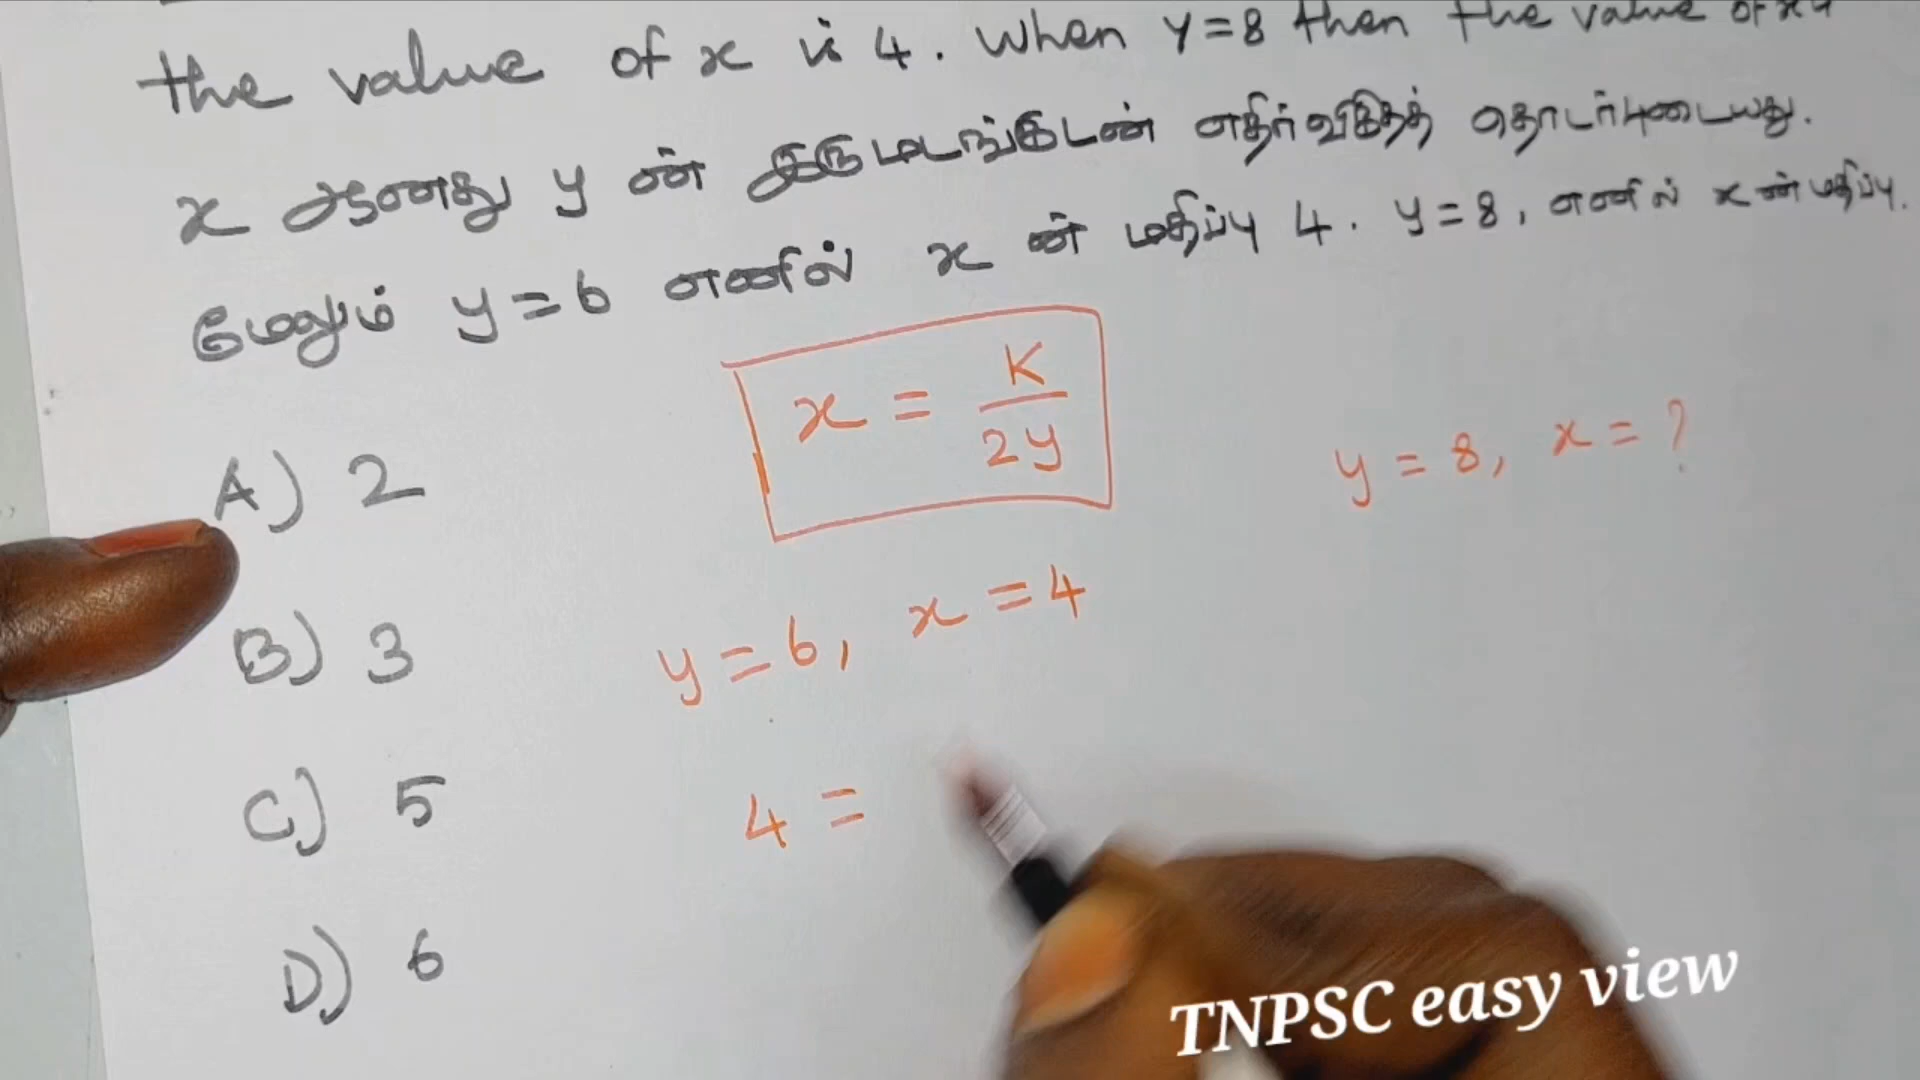 the value of x is 4. When y=8 then the value of x
x ஆனது y ன் இருமடங்குடன் எதிர்விகிதத் தொடர்புடையது.
மேலும் y=6 எனில் x ன் மதிப்பு 4. y=8, எனில் x ன் மதிப்பு.
x = K/2y
A) 2
y = 8, x = ?
B) 3
y = 6, x = 4
C) 5
4 =
D) 6
TNPSC easy view